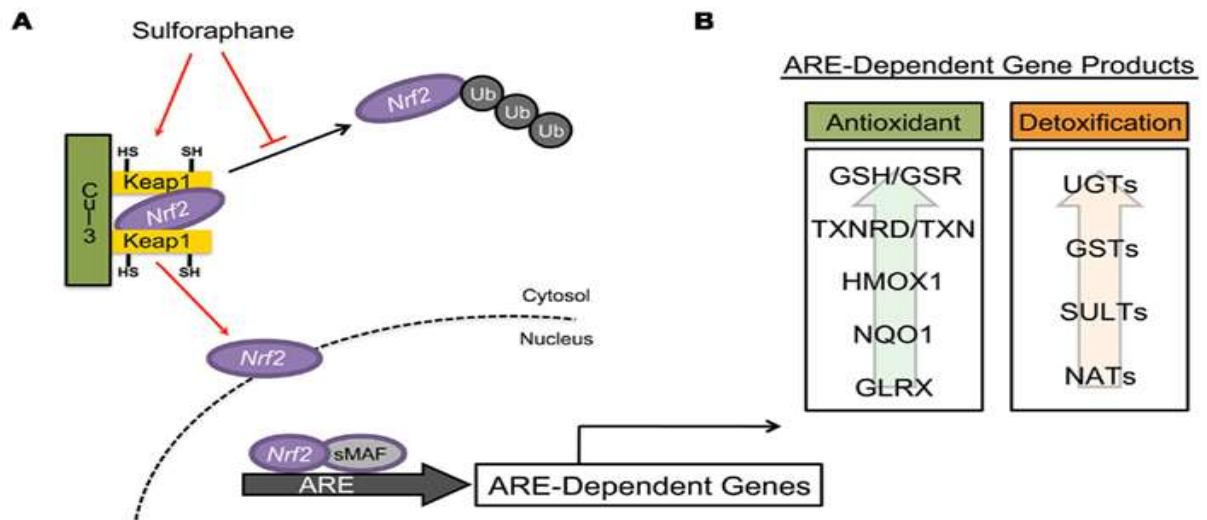 A
Sulforaphane
Nrf2
Ub
Ub
Ub
HS
SH
Keap1
Cul3
Nrf2
Keap1
HS
SH
Cytosol
Nucleus
Nrf2
Nrf2
sMAF
ARE
ARE-Dependent Genes
B
ARE-Dependent Gene Products
Antioxidant
GSH/GSR
TXNRD/TXN
HMOX1
NQO1
GLRX
Detoxification
UGTs
GSTs
SULTs
NATs